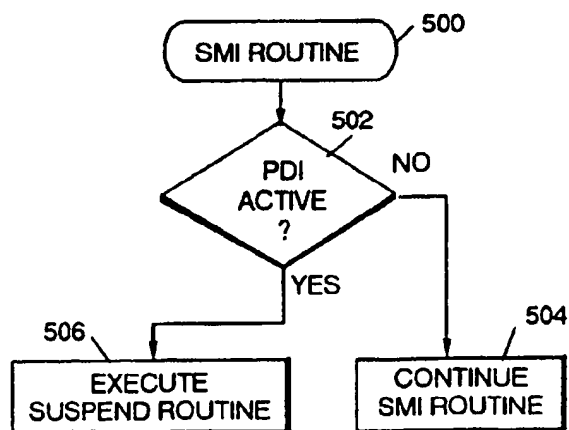 SMI ROUTINE
500
502
PDI
ACTIVE
?
NO
YES
506
EXECUTE
SUSPEND ROUTINE
504
CONTINUE
SMI ROUTINE